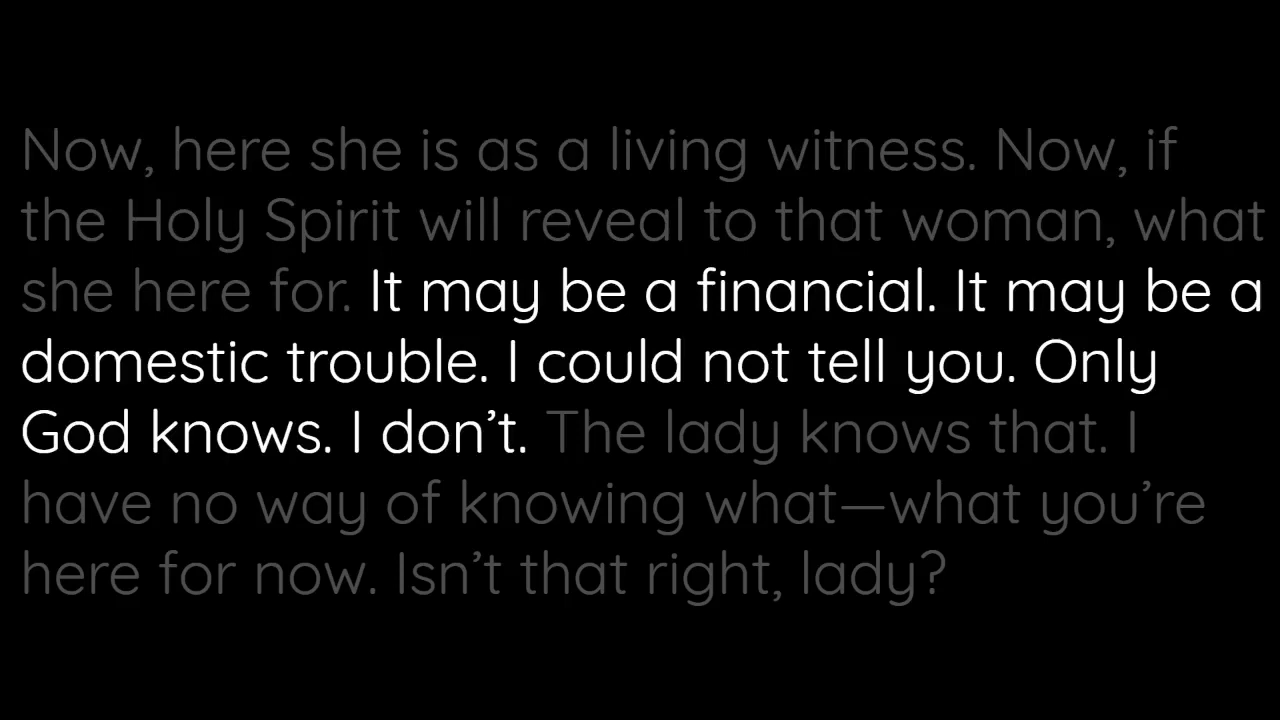 Now, here she is as a living witness. Now, if
the Holy Spirit will reveal to that woman, what
she here for. It may be a financial. It may be a
domestic trouble. I could not tell you. Only
God knows. I don’t. The lady knows that. I
have no way of knowing what—what you’re
here for now. Isn’t that right, lady?